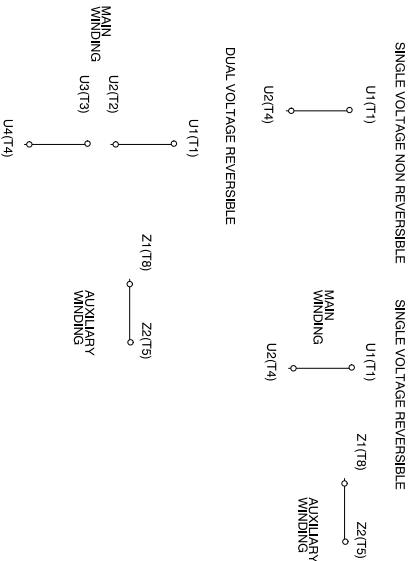 SINGLE VOLTAGE NON REVERSIBLE
U1(T1)
U2(T4)
SINGLE VOLTAGE REVERSIBLE
U1(T1)
MAIN
WINDING
U2(T4)
Z1(T8)
Z2(T5)
AUXILIARY
WINDING
DUAL VOLTAGE REVERSIBLE
U1(T1)
MAIN
WINDING
U2(T2)
U3(T3)
U4(T4)
Z1(T8)
Z2(T5)
AUXILIARY
WINDING